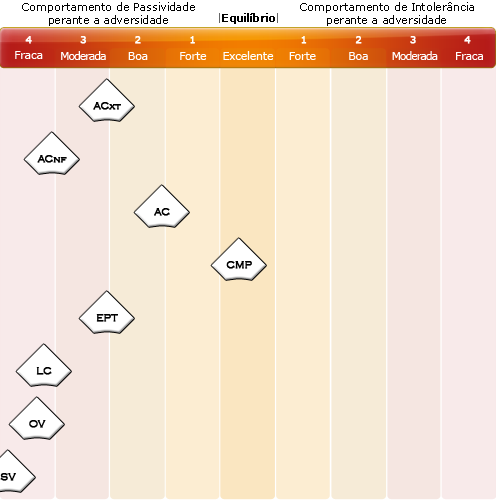 Comportamento de Passividade
perante a adversidade
|Equilíbrio|
Comportamento de Intolerância
perante a adversidade
4 3 2 1 1 2 3 4
Fraca Moderada Boa Forte Excelente Forte Boa Moderada Fraca
ACXT
ACNF
AC
CMP
EPT
LC
OV
SV